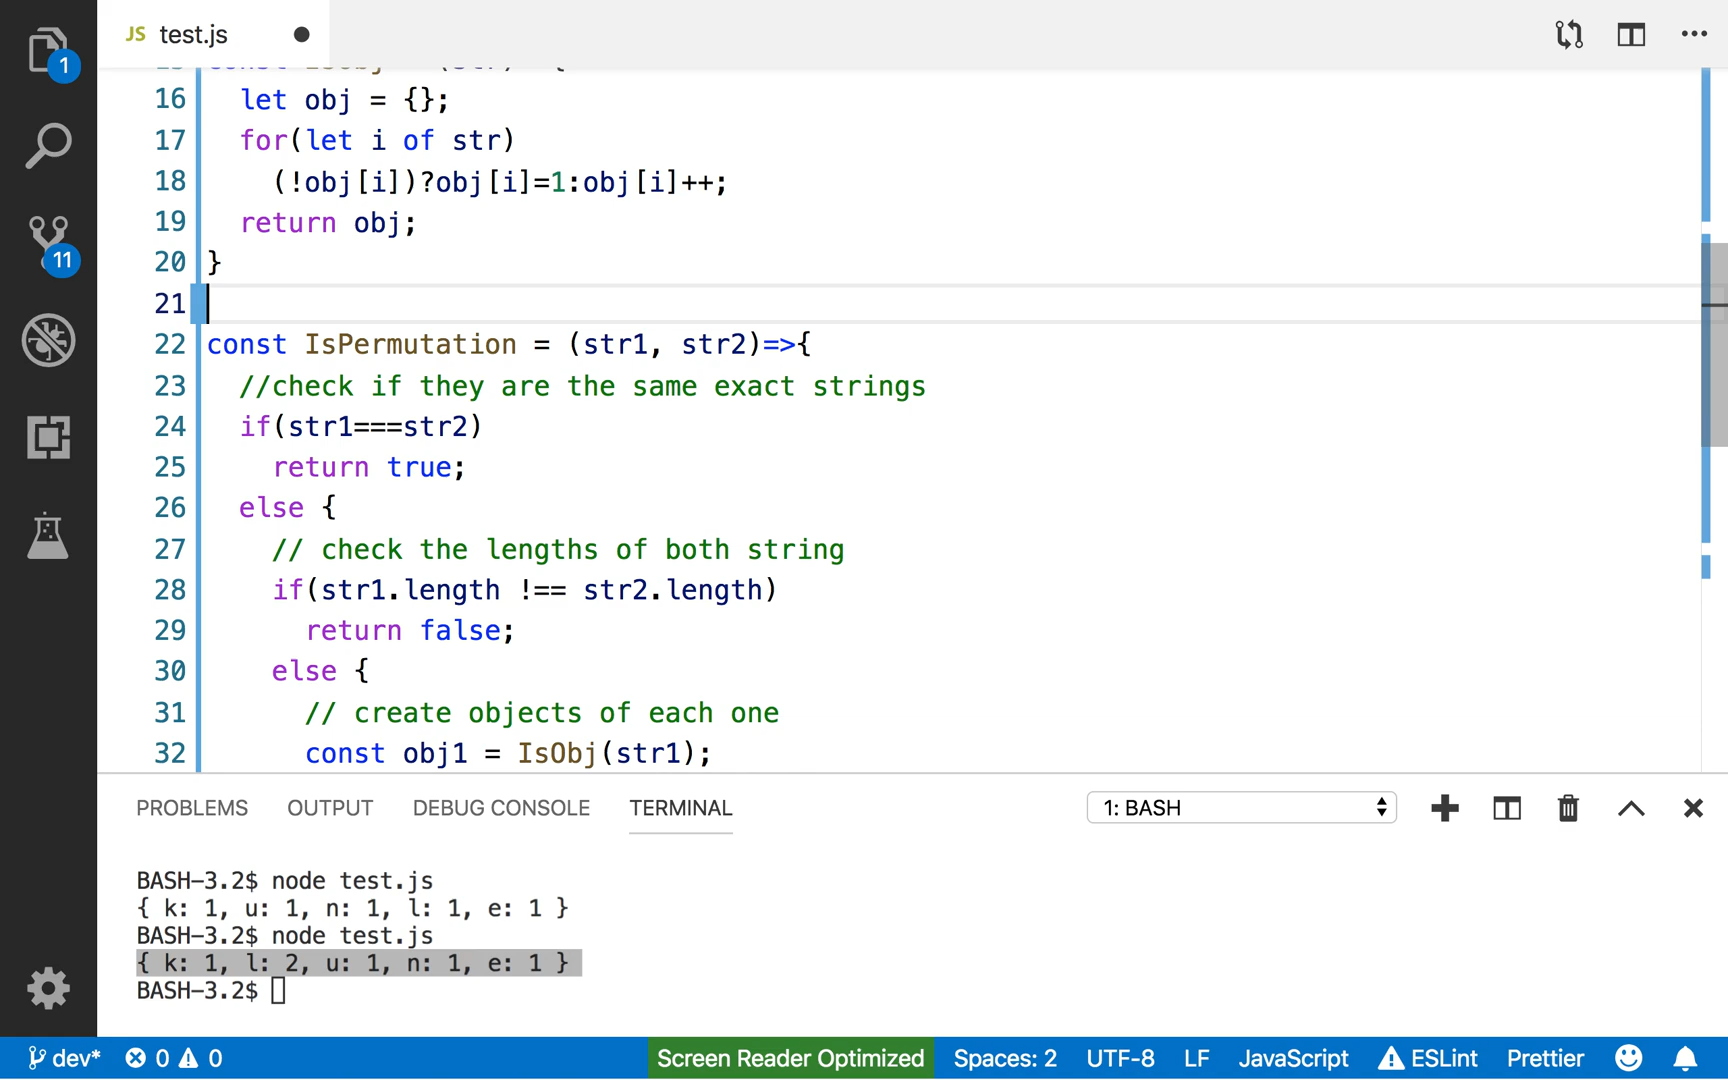 1
JS test.js
16 let obj = {};
17 for(let i of str)
18 (!obj[i])?obj[i]=1:obj[i]++;
19 return obj;
20 }
21
22 const IsPermutation = (str1, str2)=>{
23 //check if they are the same exact strings
24 if(str1===str2)
25 return true;
26 else {
27 // check the lengths of both string
28 if(str1.length !== str2.length)
29 return false;
30 else {
31 // create objects of each one
32 const obj1 = IsObj(str1);
11
PROBLEMS OUTPUT DEBUG CONSOLE TERMINAL 1: BASH
BASH-3.2$ node test.js
{ k: 1, u: 1, n: 1, l: 1, e: 1 }
BASH-3.2$ node test.js
{ k: 1, l: 2, u: 1, n: 1, e: 1 }
BASH-3.2$
dev* 0 0 Screen Reader Optimized Spaces: 2 UTF-8 LF JavaScript ESLint Prettier